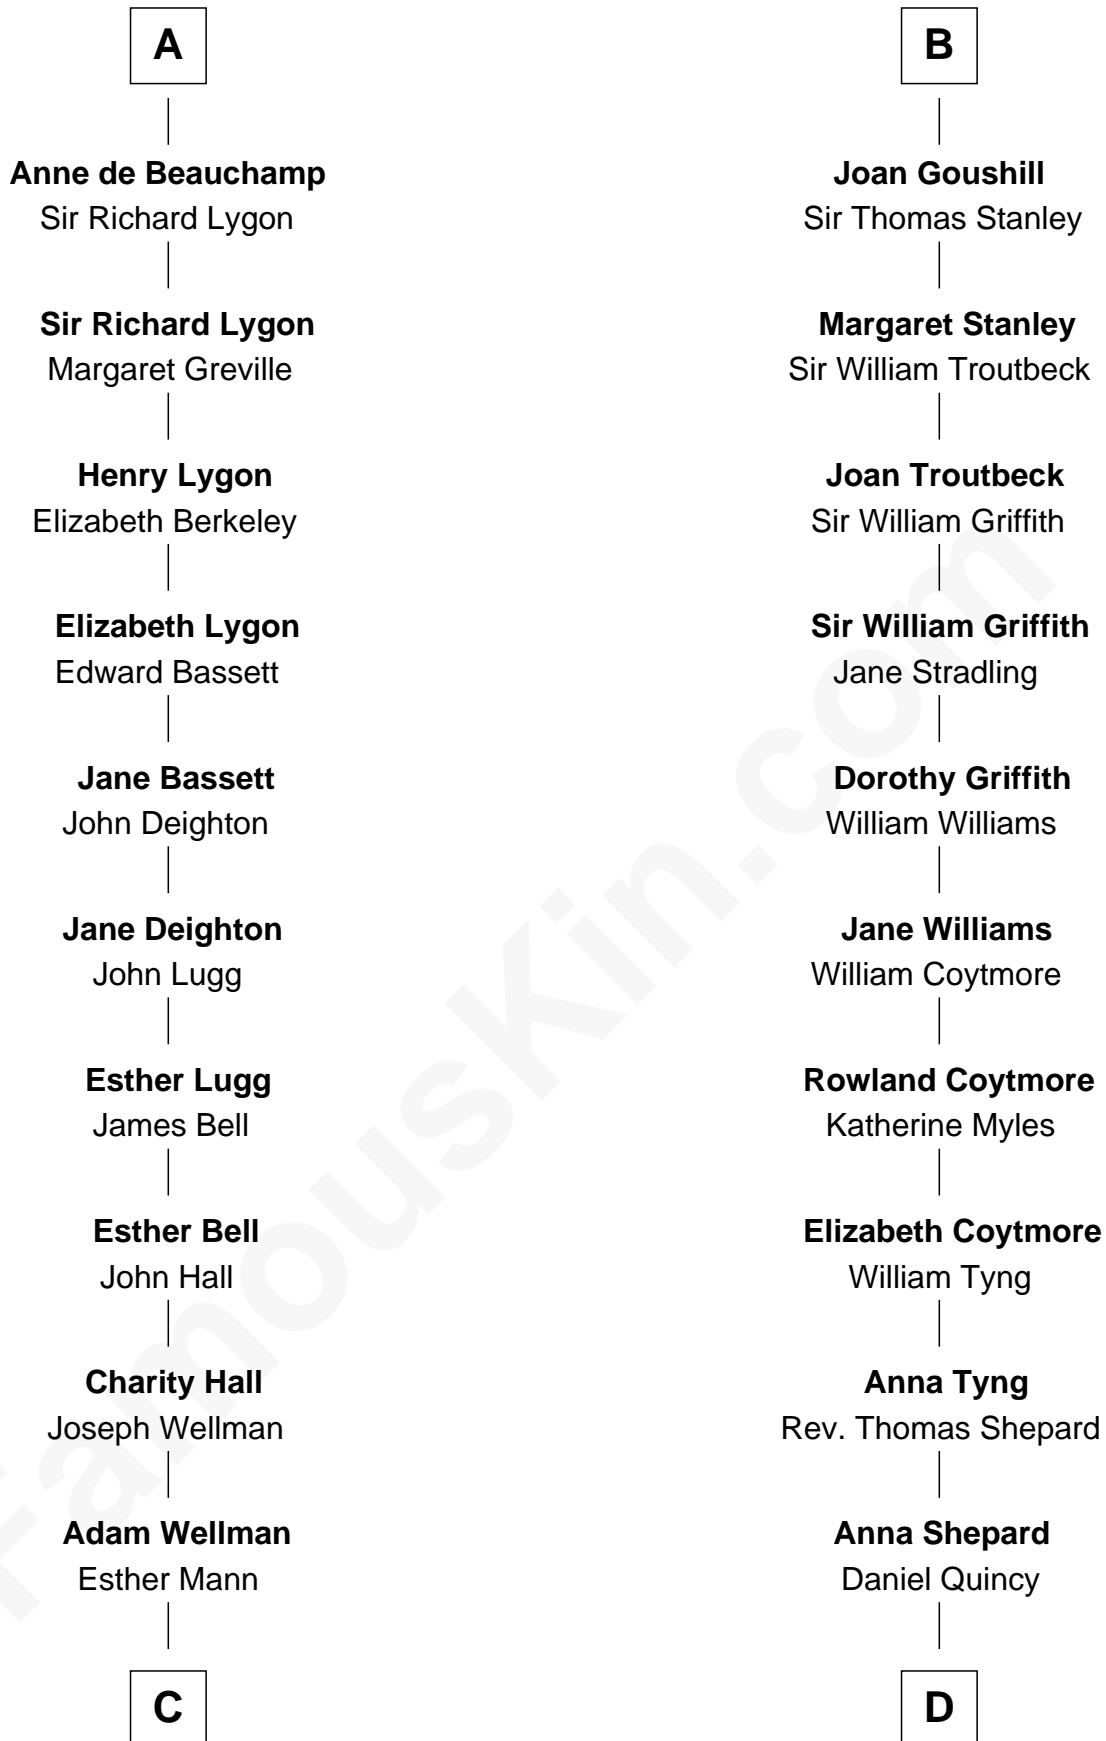 A
Anne de Beauchamp
Sir Richard Lygon
Sir Richard Lygon
Margaret Greville
Henry Lygon
Elizabeth Berkeley
Elizabeth Lygon
Edward Bassett
Jane Bassett
John Deighton
Jane Deighton
John Lugg
Esther Lugg
James Bell
Esther Bell
John Hall
Charity Hall
Joseph Wellman
Adam Wellman
Esther Mann
C
B
Joan Goushill
Sir Thomas Stanley
Margaret Stanley
Sir William Troutbeck
Joan Troutbeck
Sir William Griffith
Sir William Griffith
Jane Stradling
Dorothy Griffith
William Williams
Jane Williams
William Coytmore
Rowland Coytmore
Katherine Myles
Elizabeth Coytmore
William Tyng
Anna Tyng
Rev. Thomas Shepard
Anna Shepard
Daniel Quincy
D
FamousKin.com